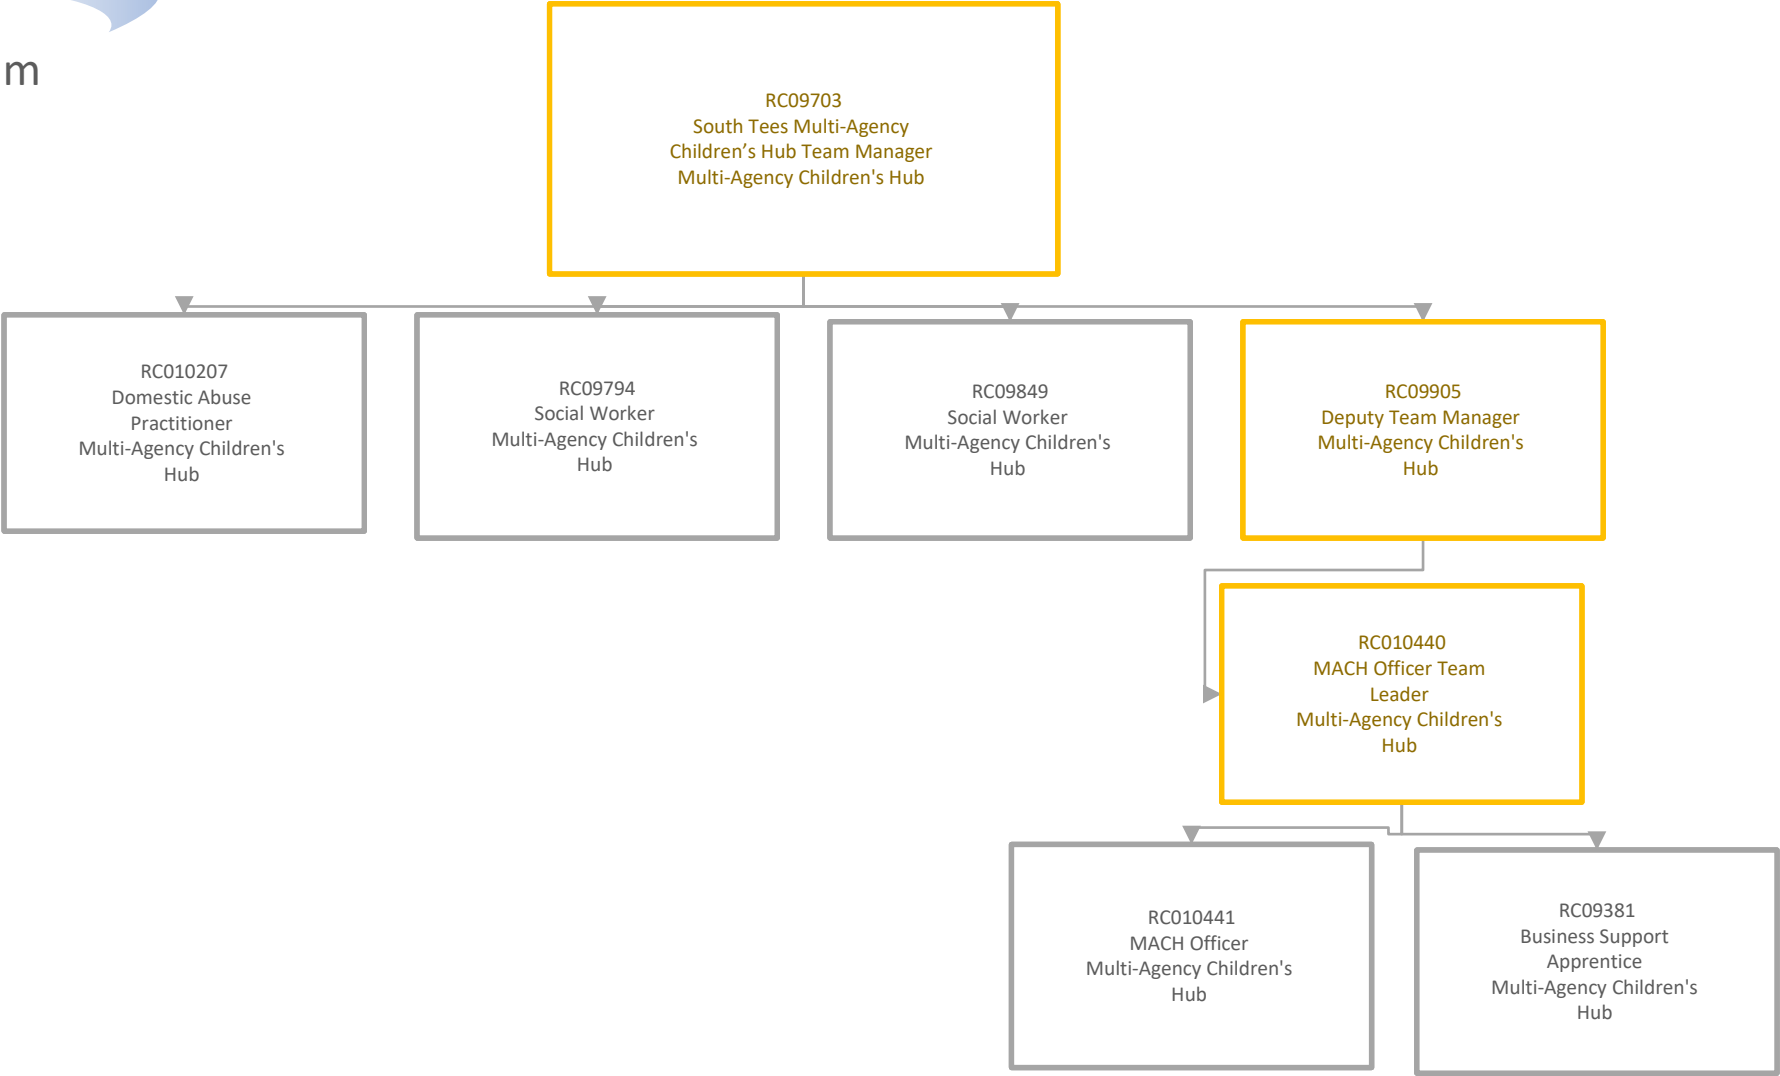 m
RC09703
South Tees Multi-Agency
Children’s Hub Team Manager
Multi-Agency Children's Hub
RC010207
Domestic Abuse
Practitioner
Multi-Agency Children's
Hub
RC09794
Social Worker
Multi-Agency Children's
Hub
RC09849
Social Worker
Multi-Agency Children's
Hub
RC09905
Deputy Team Manager
Multi-Agency Children's
Hub
RC010440
MACH Officer Team
Leader
Multi-Agency Children's
Hub
RC010441
MACH Officer
Multi-Agency Children's
Hub
RC09381
Business Support
Apprentice
Multi-Agency Children's
Hub